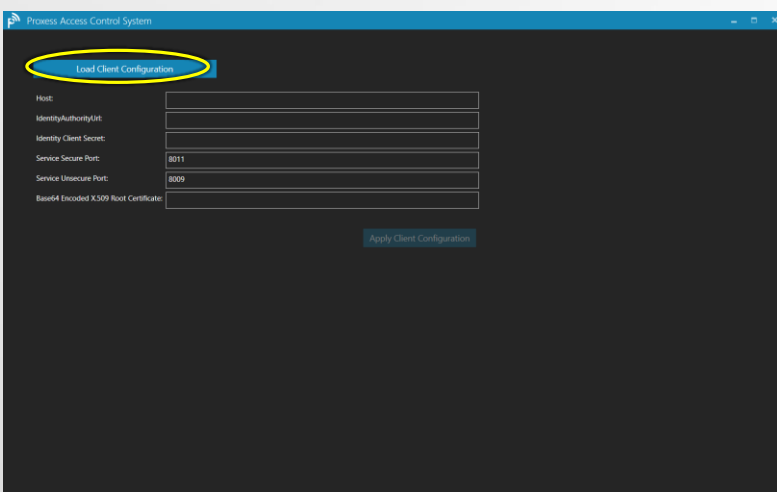 Proxess Access Control System
Load Client Configuration
Host:
IdentityAuthorityUrl:
Identity Client Secret:
Service Secure Port: 8011
Service Unsecure Port: 8009
Base64 Encoded X.509 Root Certificate:
Apply Client Configuration